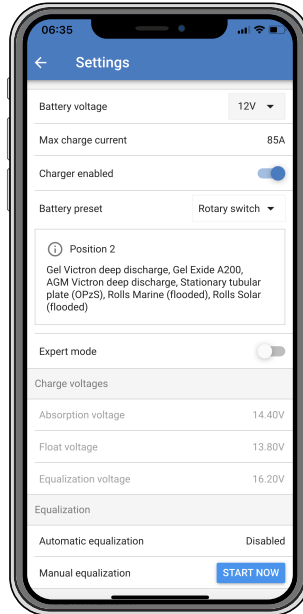 06:35
Settings
Battery voltage 12V
Max charge current 85A
Charger enabled
Battery preset Rotary switch
Position 2
Gel Victron deep discharge, Gel Exide A200,
AGM Victron deep discharge, Stationary tubular
plate (OPzS), Rolls Marine (flooded), Rolls Solar
(flooded)
Expert mode
Charge voltages
Absorption voltage 14.40V
Float voltage 13.80V
Equalization voltage 16.20V
Equalization
Automatic equalization Disabled
Manual equalization START NOW